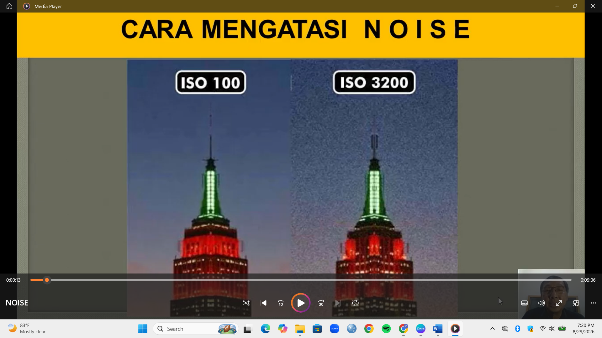 Media Player
CARA MENGATASI N O I S E
ISO 100
ISO 3200
NOISE
Search